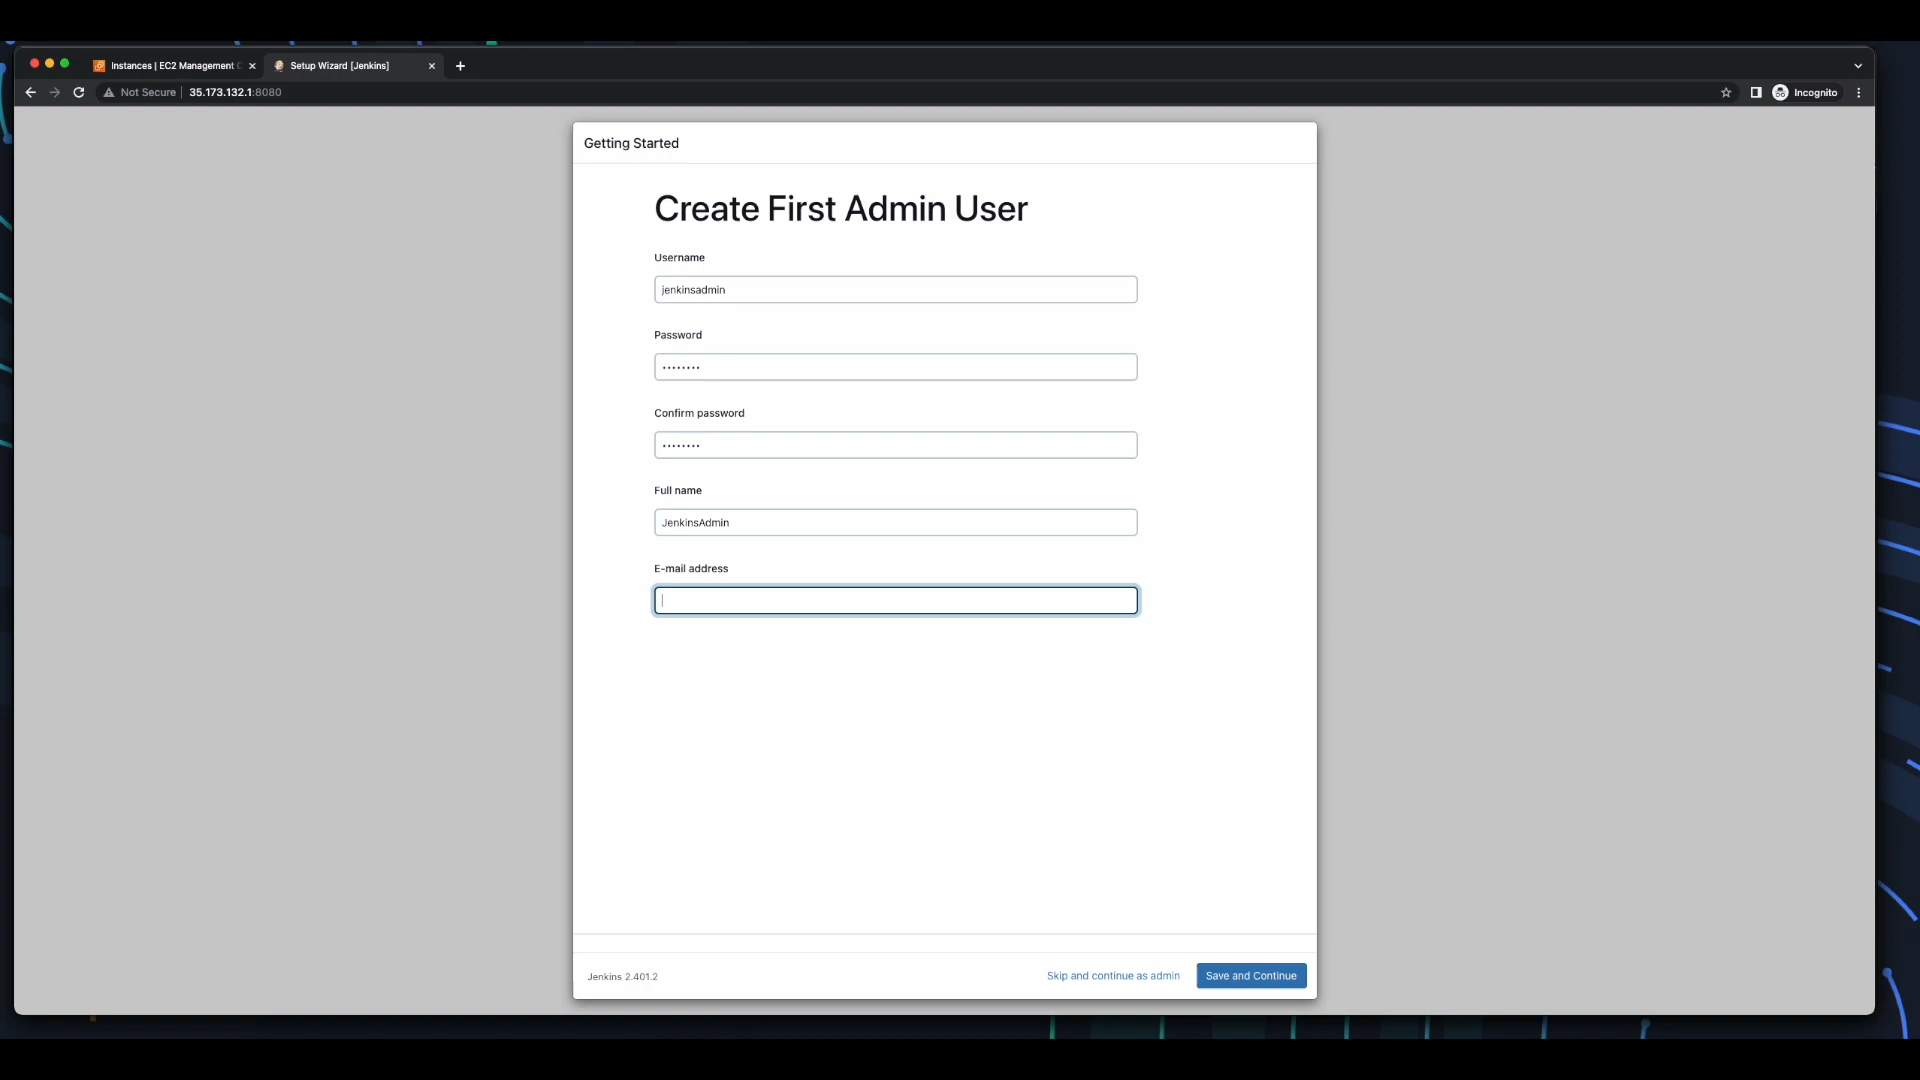 Instances | EC2 Management C
Setup Wizard [Jenkins]
Not Secure
35.173.132.1:8080
Incognito
Getting Started
Create First Admin User
Username
jenkinsadmin
Password
••••••••
Confirm password
••••••••
Full name
JenkinsAdmin
E-mail address
Jenkins 2.401.2
Skip and continue as admin
Save and Continue